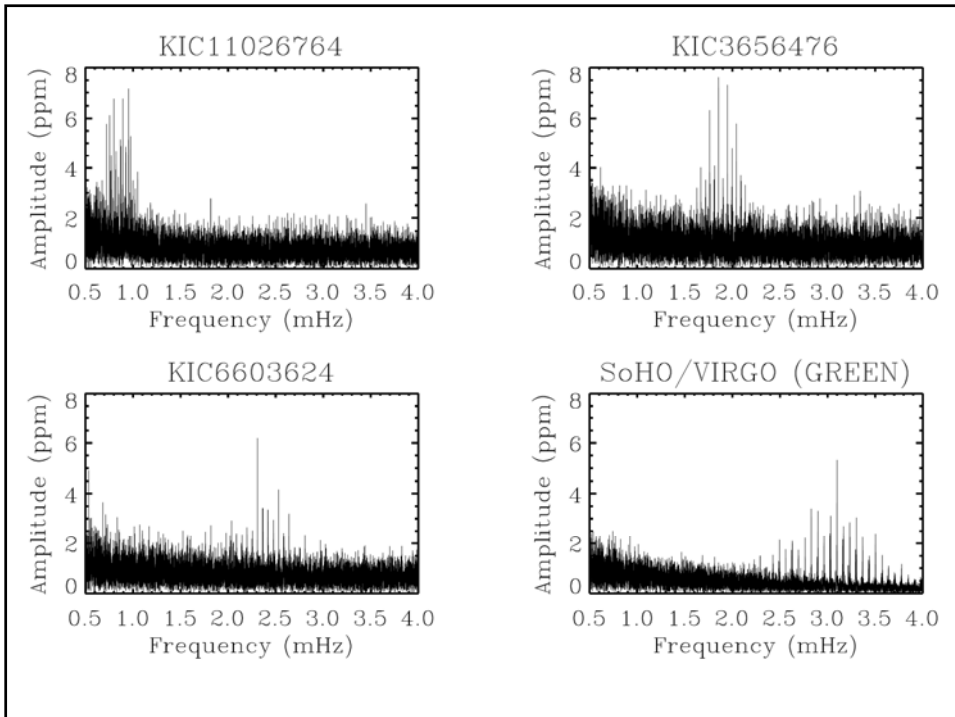 KIC11026764
Amplitude (ppm)
8
6
4
2
0
0.5 1.0 1.5 2.0 2.5 3.0 3.5 4.0
Frequency (mHz)
KIC3656476
Amplitude (ppm)
8
6
4
2
0
0.5 1.0 1.5 2.0 2.5 3.0 3.5 4.0
Frequency (mHz)
KIC6603624
Amplitude (ppm)
8
6
4
2
0
0.5 1.0 1.5 2.0 2.5 3.0 3.5 4.0
Frequency (mHz)
SoHO/VIRGO (GREEN)
Amplitude (ppm)
8
6
4
2
0
0.5 1.0 1.5 2.0 2.5 3.0 3.5 4.0
Frequency (mHz)